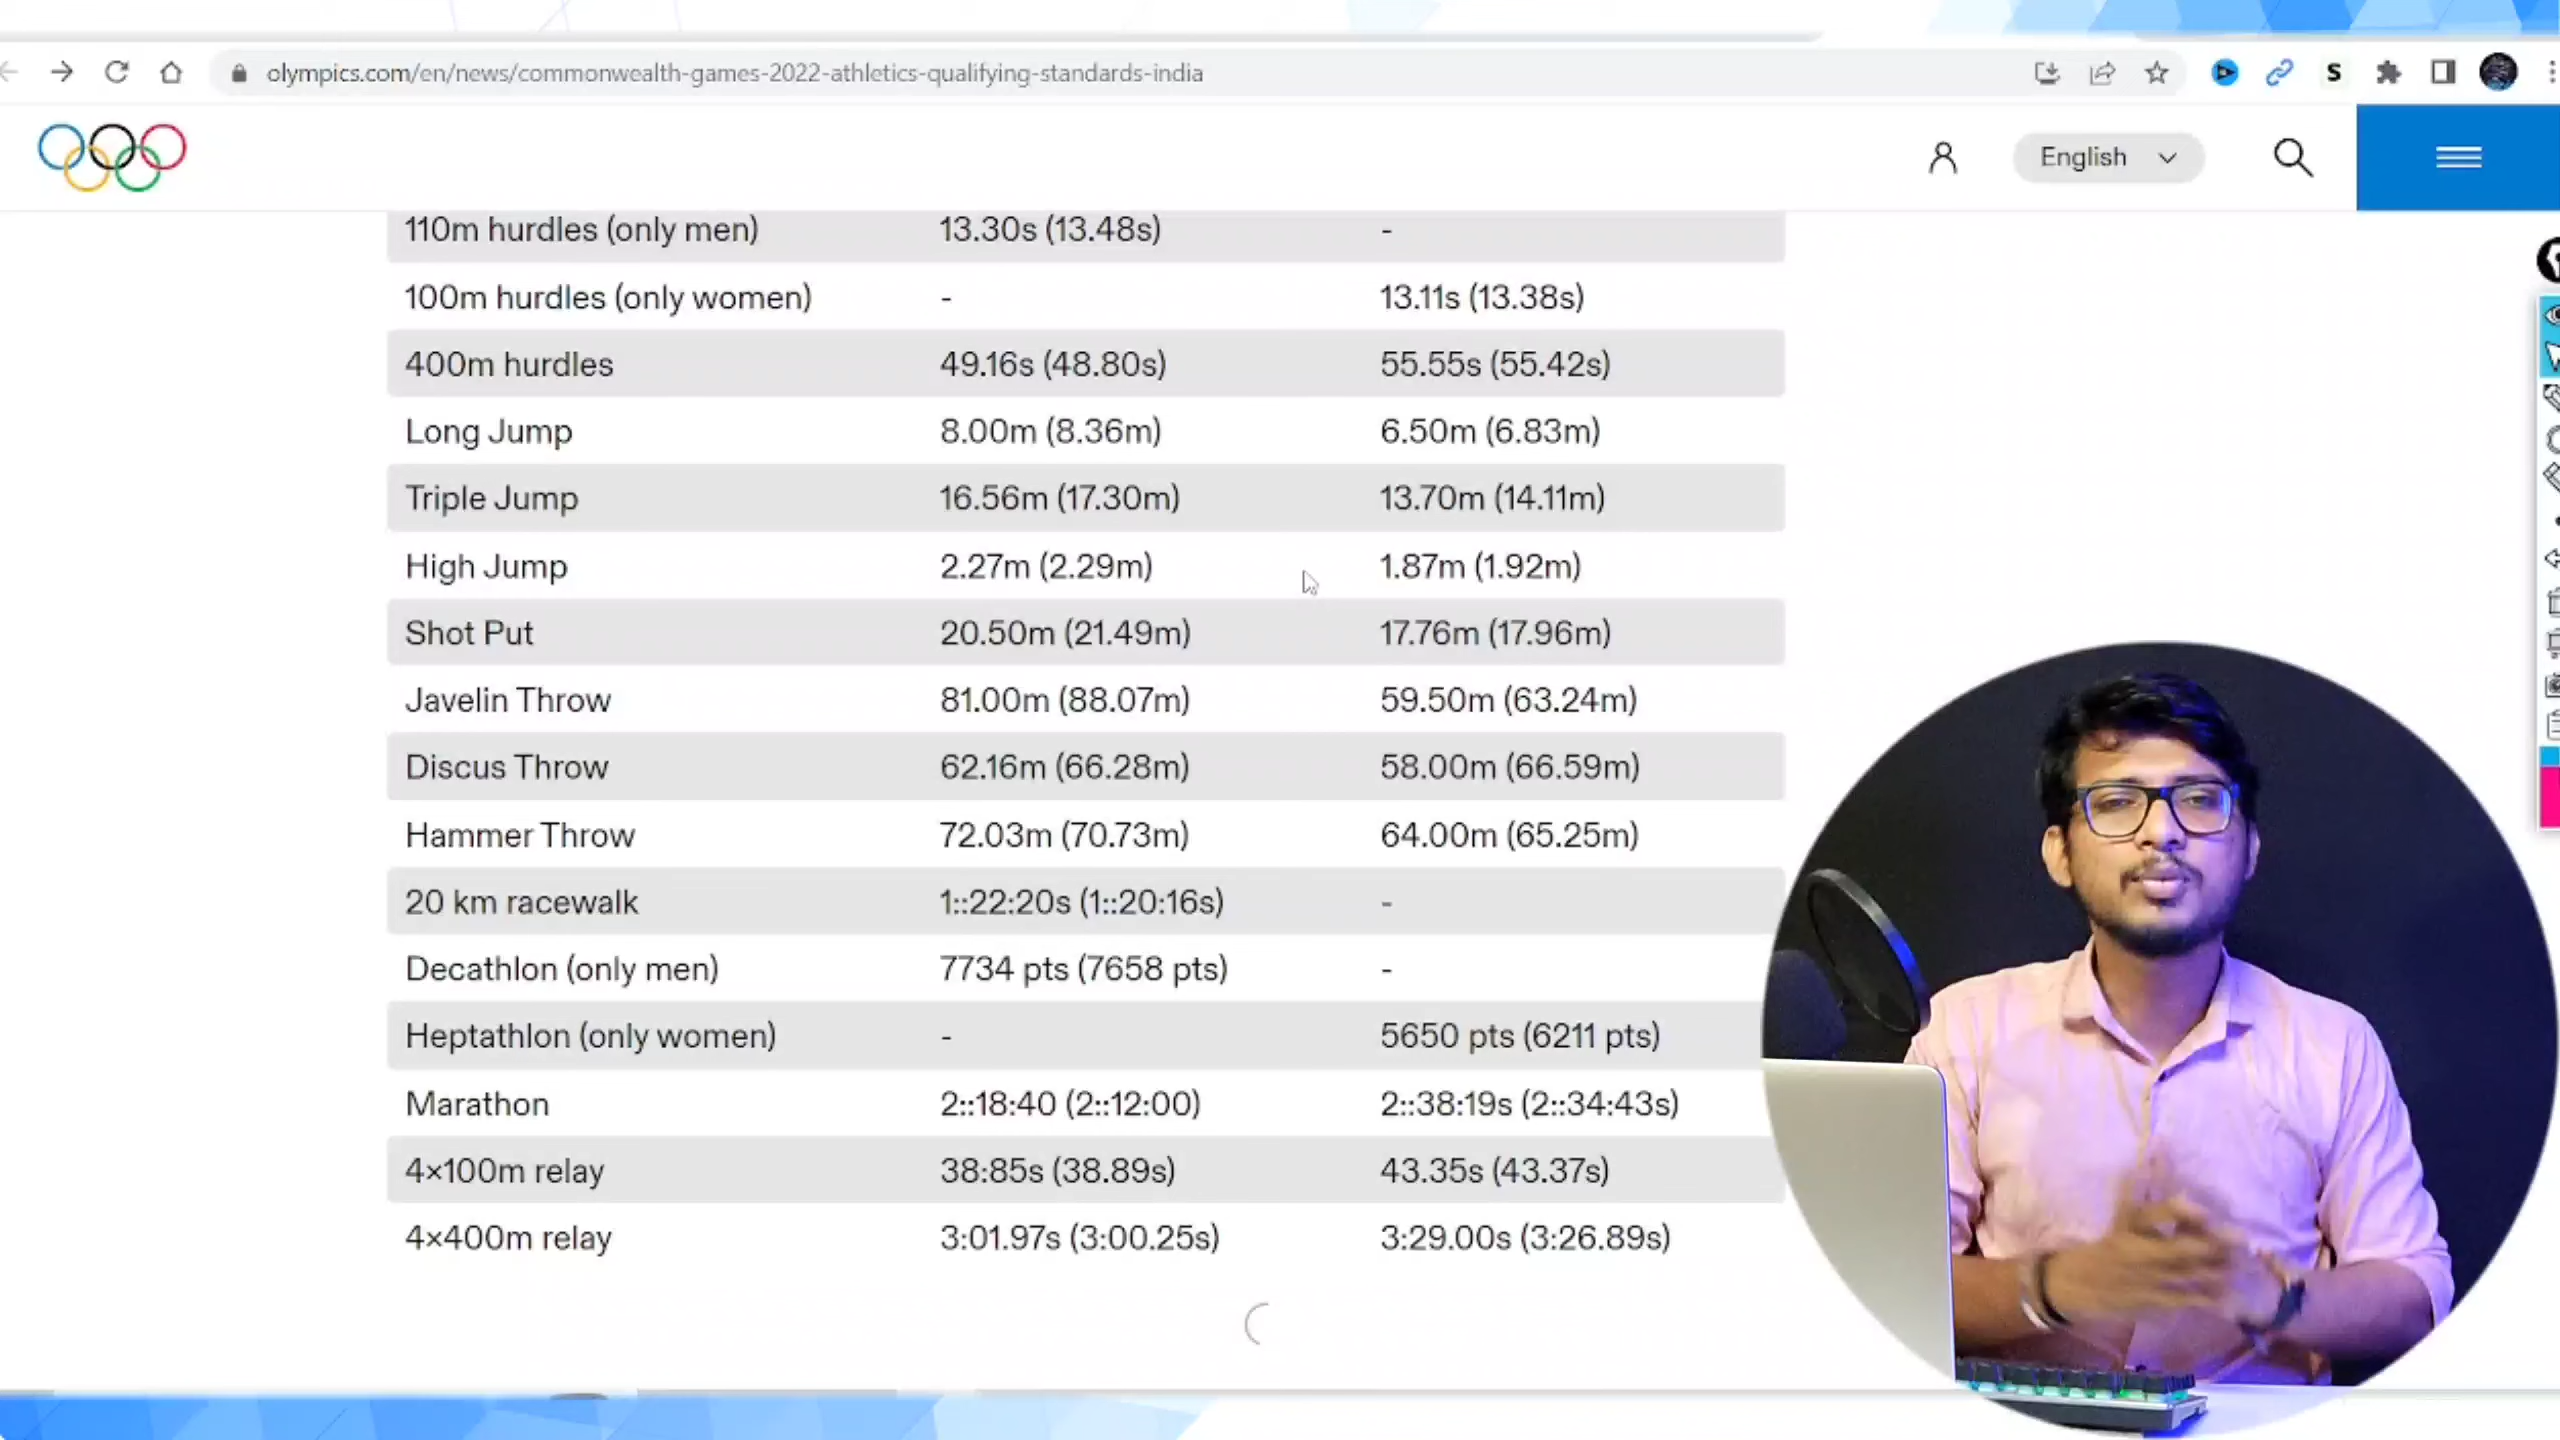 olympics.com/en/news/commonwealth-games-2022-athletics-qualifying-standards-india
S
English
110m hurdles (only men) 13.30s (13.48s) -
100m hurdles (only women) - 13.11s (13.38s)
400m hurdles 49.16s (48.80s) 55.55s (55.42s)
Long Jump 8.00m (8.36m) 6.50m (6.83m)
Triple Jump 16.56m (17.30m) 13.70m (14.11m)
High Jump 2.27m (2.29m) 1.87m (1.92m)
Shot Put 20.50m (21.49m) 17.76m (17.96m)
Javelin Throw 81.00m (88.07m) 59.50m (63.24m)
Discus Throw 62.16m (66.28m) 58.00m (66.59m)
Hammer Throw 72.03m (70.73m) 64.00m (65.25m)
20 km racewalk 1::22:20s (1::20:16s) -
Decathlon (only men) 7734 pts (7658 pts) -
Heptathlon (only women) - 5650 pts (6211 pts)
Marathon 2::18:40 (2::12:00) 2::38:19s (2::34:43s)
4×100m relay 38:85s (38.89s) 43.35s (43.37s)
4×400m relay 3:01.97s (3:00.25s) 3:29.00s (3:26.89s)